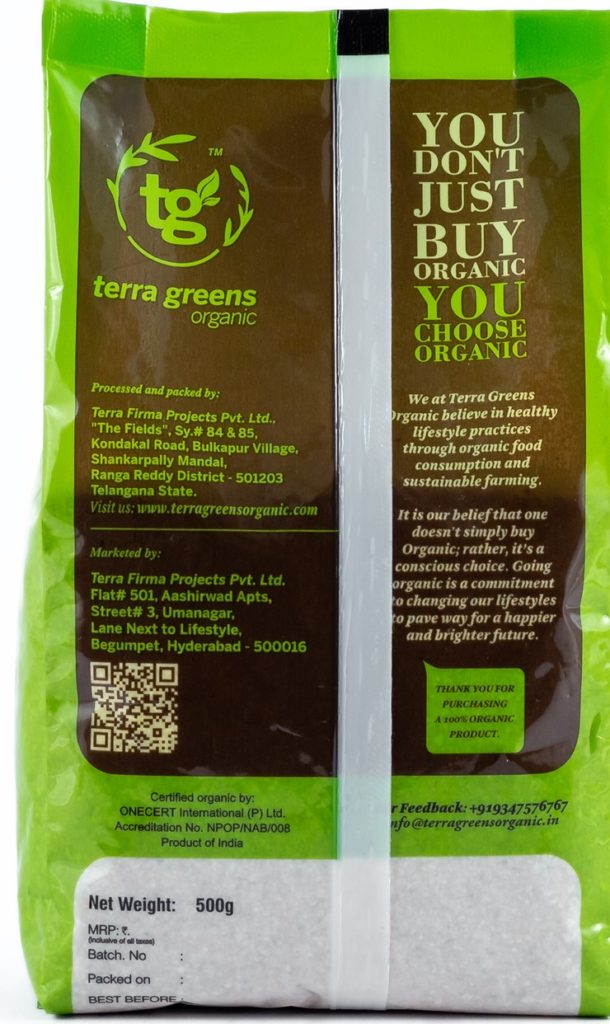 TM
tg
terra greens
organic
Processed and packed by:
Terra Firma Projects Pvt. Ltd.,
"The Fields", Sy.# 84 & 85,
Kondakal Road, Bulkapur Village,
Shankarpally Mandal,
Ranga Reddy District - 501203
Telangana State.
Visit us: www.terragreensorganic.com
Marketed by:
Terra Firma Projects Pvt. Ltd.
Flat# 501, Aashirwad Apts,
Street# 3, Umanagar,
Lane Next to Lifestyle,
Begumpet, Hyderabad - 500016
YOU
DON'T
JUST
BUY
ORGANIC
YOU
CHOOSE
ORGANIC
We at Terra Greens
Organic believe in healthy
lifestyle practices
through organic food
consumption and
sustainable farming.
It is our belief that one
doesn't simply buy
Organic; rather, it's a
conscious choice. Going
organic is a commitment
to changing our lifestyles
to pave way for a happier
and brighter future.
THANK YOU FOR
PURCHASING
A 100% ORGANIC
PRODUCT.
Certified organic by:
ONECERT International (P) Ltd.
Accreditation No. NPOP/NAB/008
Product of India
r Feedback: +919347576767
nfo@terragreensorganic.in
Net Weight: 500g
MRP: ₹.
(Inclusive of all taxes)
Batch. No :
Packed on :
BEST BEFORE :